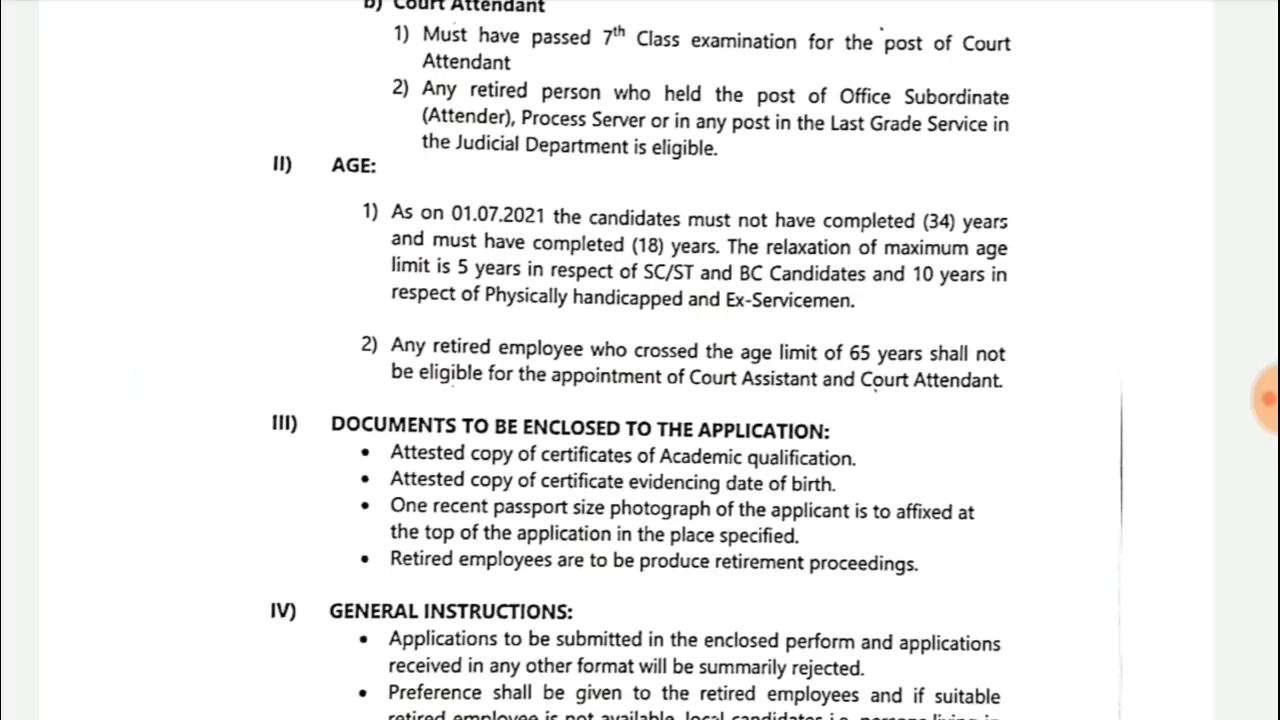 b) Court Attendant
1) Must have passed 7th Class examination for the post of Court
Attendant
2) Any retired person who held the post of Office Subordinate
(Attender), Process Server or in any post in the Last Grade Service in
the Judicial Department is eligible.
II) AGE:
1) As on 01.07.2021 the candidates must not have completed (34) years
and must have completed (18) years. The relaxation of maximum age
limit is 5 years in respect of SC/ST and BC Candidates and 10 years in
respect of Physically handicapped and Ex-Servicemen.
2) Any retired employee who crossed the age limit of 65 years shall not
be eligible for the appointment of Court Assistant and Court Attendant.
III) DOCUMENTS TO BE ENCLOSED TO THE APPLICATION:
• Attested copy of certificates of Academic qualification.
• Attested copy of certificate evidencing date of birth.
• One recent passport size photograph of the applicant is to affixed at
the top of the application in the place specified.
• Retired employees are to be produce retirement proceedings.
IV) GENERAL INSTRUCTIONS:
• Applications to be submitted in the enclosed perform and applications
received in any other format will be summarily rejected.
• Preference shall be given to the retired employees and if suitable
retired employee is not available, local candidates i.e. persons living in